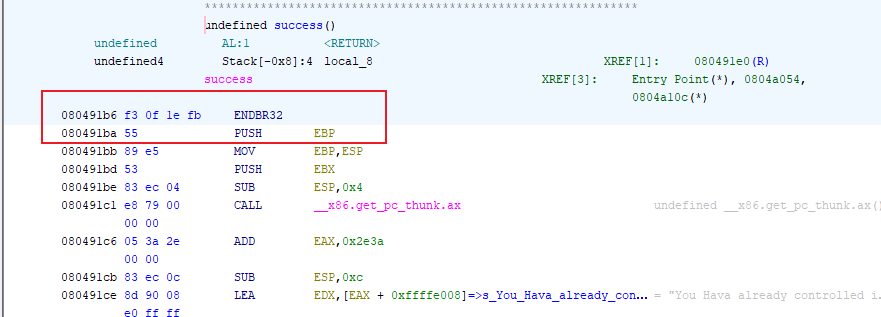 ************************************************************
undefined success()
undefined AL:1 <RETURN>
undefined4 Stack[-0x8]:4 local_8 XREF[1]: 080491e0(R)
success XREF[3]: Entry Point(*), 0804a054,
0804a10c(*)
080491b6 f3 0f 1e fb ENDBR32
080491ba 55 PUSH EBP
080491bb 89 e5 MOV EBP,ESP
080491bd 53 PUSH EBX
080491be 83 ec 04 SUB ESP,0x4
080491c1 e8 79 00 CALL __x86.get_pc_thunk.ax undefined __x86.get_pc_thunk.ax()
00 00
080491c6 05 3a 2e ADD EAX,0x2e3a
00 00
080491cb 83 ec 0c SUB ESP,0xc
080491ce 8d 90 08 LEA EDX,[EAX + 0xffffe008]=>s_You_Hava_already_con... = "You Hava already controlled i.
e0 ff ff